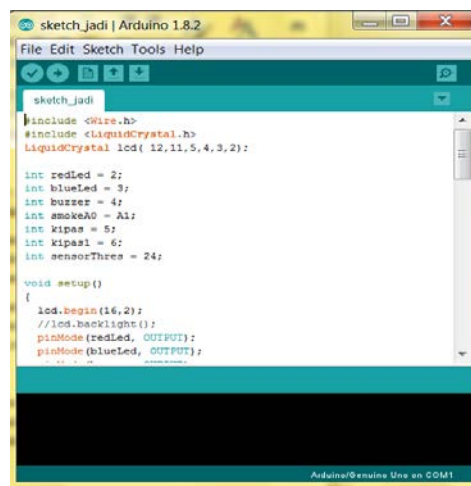 sketch_jadi | Arduino 1.8.2
File Edit Sketch Tools Help
sketch_jadi
#include <Wire.h>
#include <LiquidCrystal.h>
LiquidCrystal lcd( 12,11,5,4,3,2);
int redLed = 2;
int blueLed = 3;
int buzzer = 4;
int smokeA0 = A1;
int kipas = 5;
int kipas1 = 6;
int sensorThres = 24;
void setup()
{
lcd.begin(16,2);
//lcd.backlight();
pinMode(redLed, OUTPUT);
pinMode(blueLed, OUTPUT);
Arduino/Genuino Uno on COM1